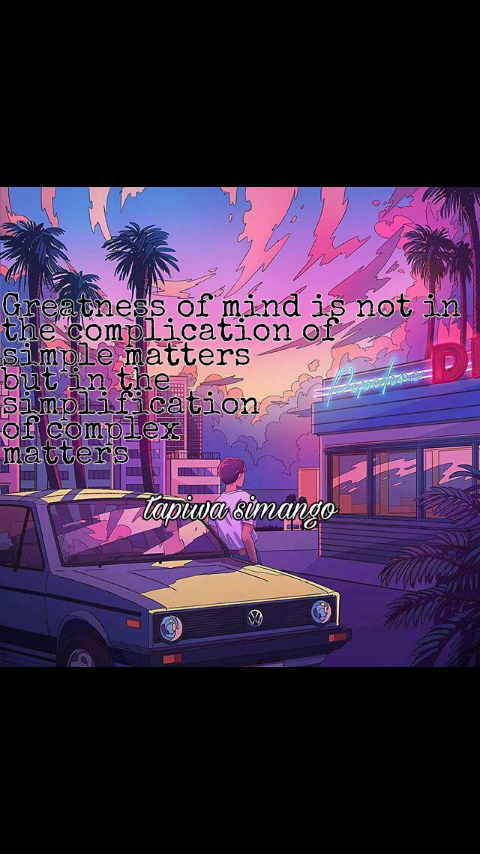 Greatness of mind is not in
the complication of
simple matters
but in the
simplification
of complex
matters
tapiwa simango
DI